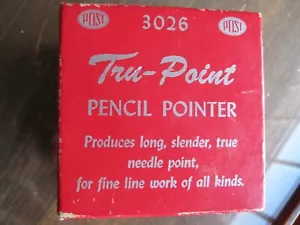 POST 3026 POST
Tru-Point
PENCIL POINTER
Produces long, slender, true
needle point,
for fine line work of all kinds.